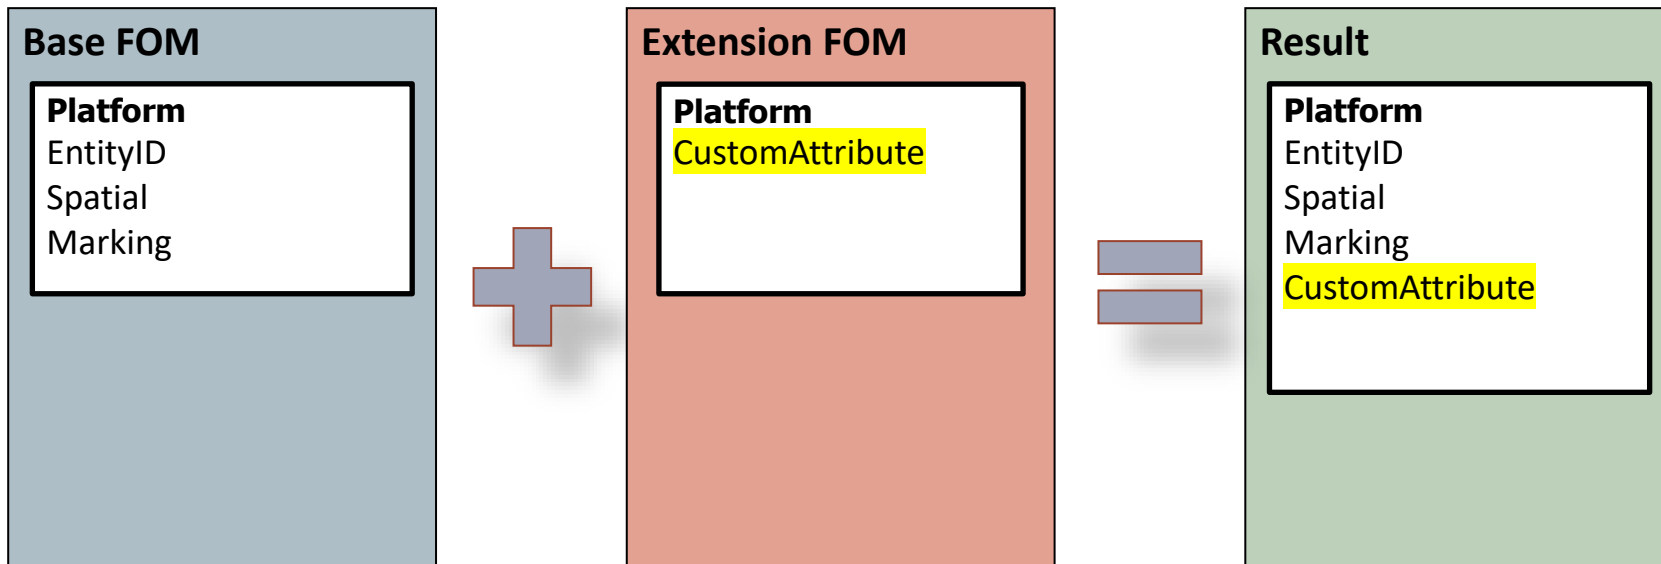 Base FOM
Platform
EntityID
Spatial
Marking
Extension FOM
Platform
CustomAttribute
Result
Platform
EntityID
Spatial
Marking
CustomAttribute